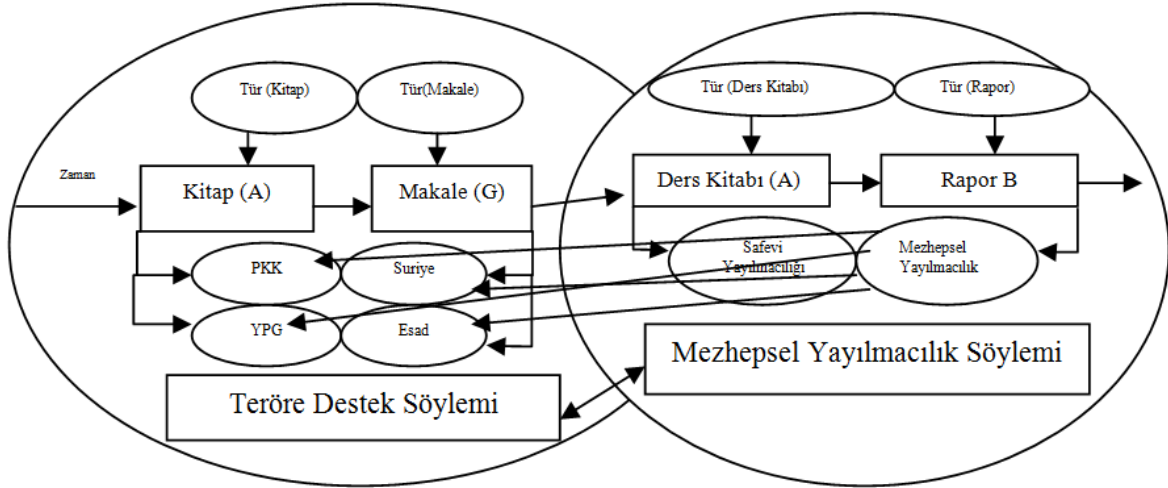 Tür (Kitap)
Tür(Makale)
Tür (Ders Kitabı)
Tür (Rapor)
Zaman
Kitap (A)
Makale (G)
Ders Kitabı (A)
Rapor B
PKK
Suriye
Safevi
Yayılmacılığı
Mezhepsel
Yayılmacılık
YPG
Esad
Teröre Destek Söylemi
Mezhepsel Yayılmacılık Söylemi